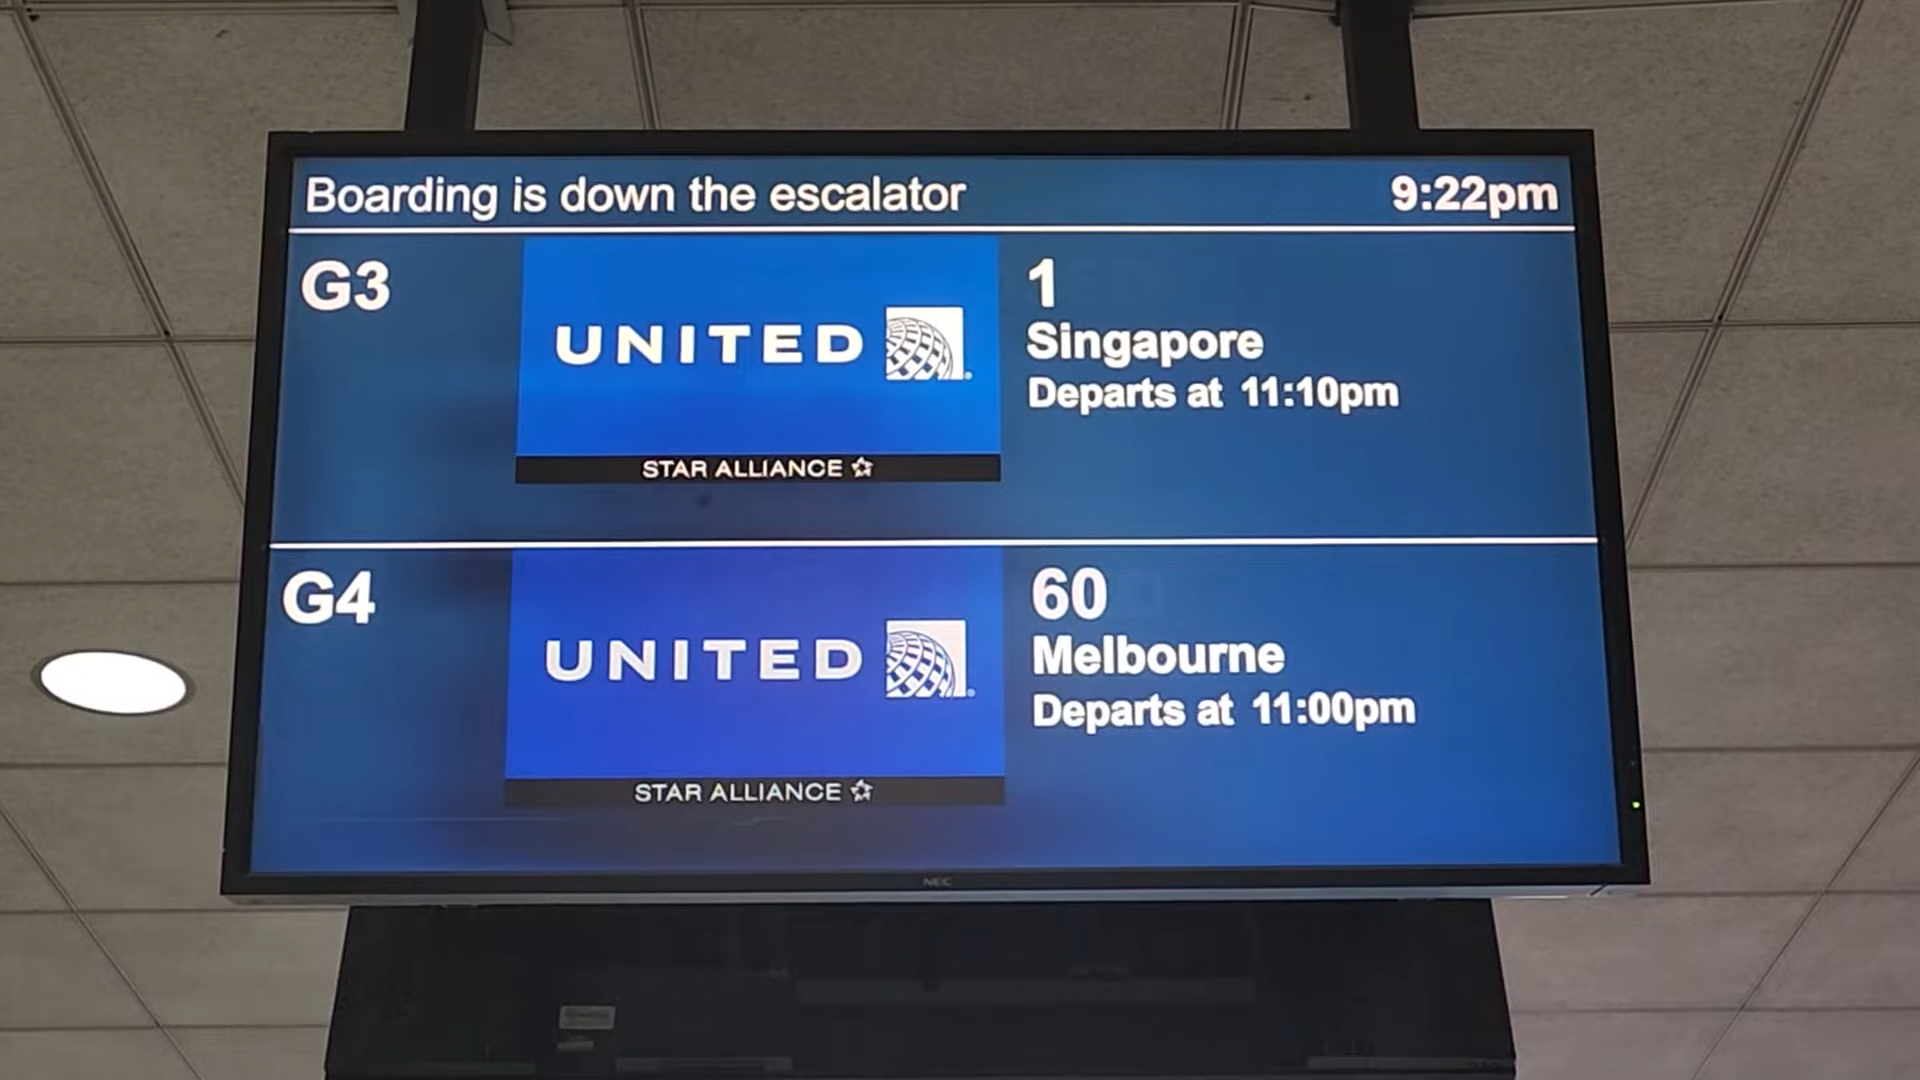 Boarding is down the escalator 9:22pm
G3
UNITED
STAR ALLIANCE
1
Singapore
Departs at 11:10pm
G4
UNITED
STAR ALLIANCE
60
Melbourne
Departs at 11:00pm
NEC